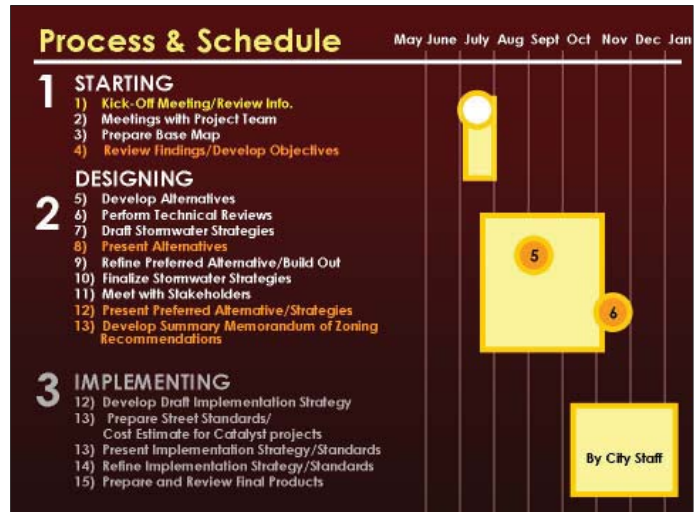 Process & Schedule
May June July Aug Sept Oct Nov Dec Jan
1 STARTING
1) Kick-Off Meeting/Review Info.
2) Meetings with Project Team
3) Prepare Base Map
4) Review Findings/Develop Objectives
2 DESIGNING
5) Develop Alternatives
6) Perform Technical Reviews
7) Draft Stormwater Strategies
8) Present Alternatives
9) Refine Preferred Alternative/Build Out
10) Finalize Stormwater Strategies
11) Meet with Stakeholders
12) Present Preferred Alternative/Strategies
13) Develop Summary Memorandum of Zoning
Recommendations
5
6
3 IMPLEMENTING
12) Develop Draft Implementation Strategy
13) Prepare Street Standards/
Cost Estimate for Catalyst projects
13) Present Implementation Strategy/Standards
14) Refine Implementation Strategy/Standards
15) Prepare and Review Final Products
By City Staff